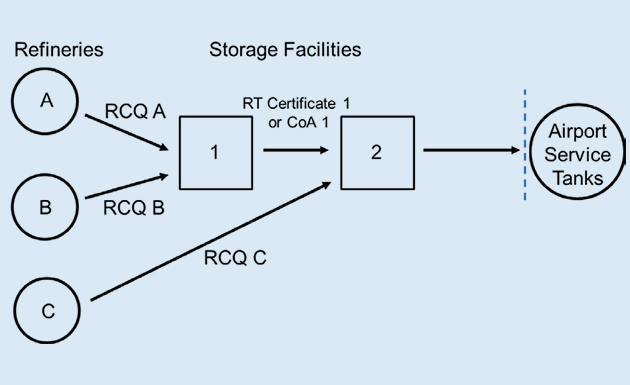 Refineries
Storage Facilities
A
RCQ A
RT Certificate 1
or CoA 1
1
2
Airport
Service
Tanks
B
RCQ B
RCQ C
C